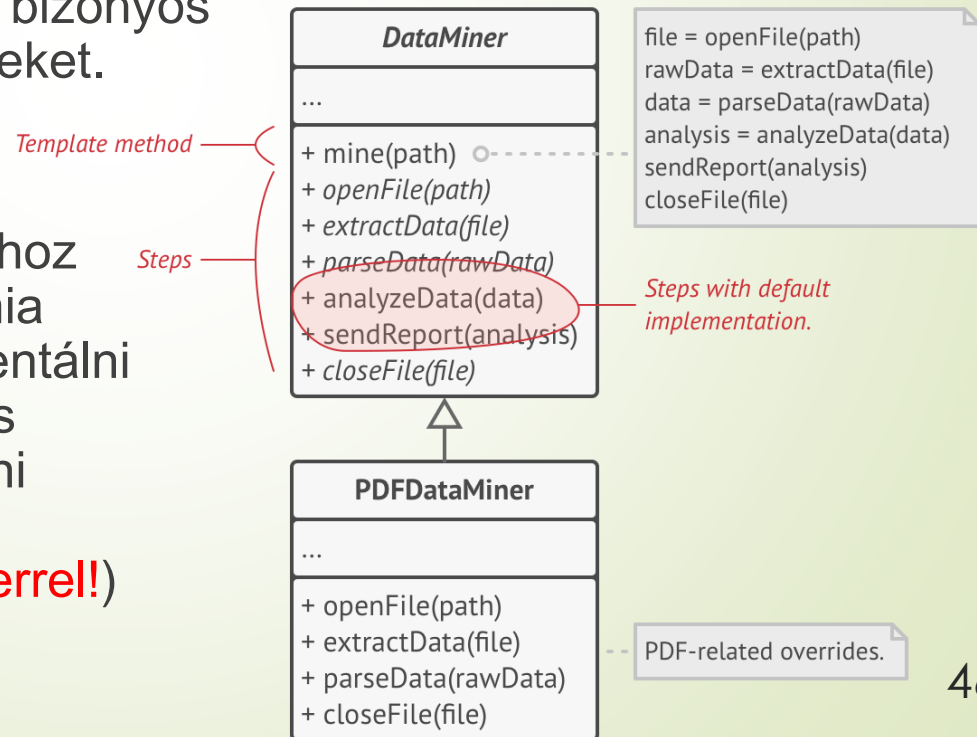 bizonyos
eket.
hoz
nia
entálni
s
ni
errel!)
Template method
Steps
DataMiner
...
+ mine(path)
+ openFile(path)
+ extractData(file)
+ parseData(rawData)
+ analyzeData(data)
+ sendReport(analysis)
+ closeFile(file)
file = openFile(path)
rawData = extractData(file)
data = parseData(rawData)
analysis = analyzeData(data)
sendReport(analysis)
closeFile(file)
Steps with default
implementation.
PDFDataMiner
...
+ openFile(path)
+ extractData(file)
+ parseData(rawData)
+ closeFile(file)
PDF-related overrides.